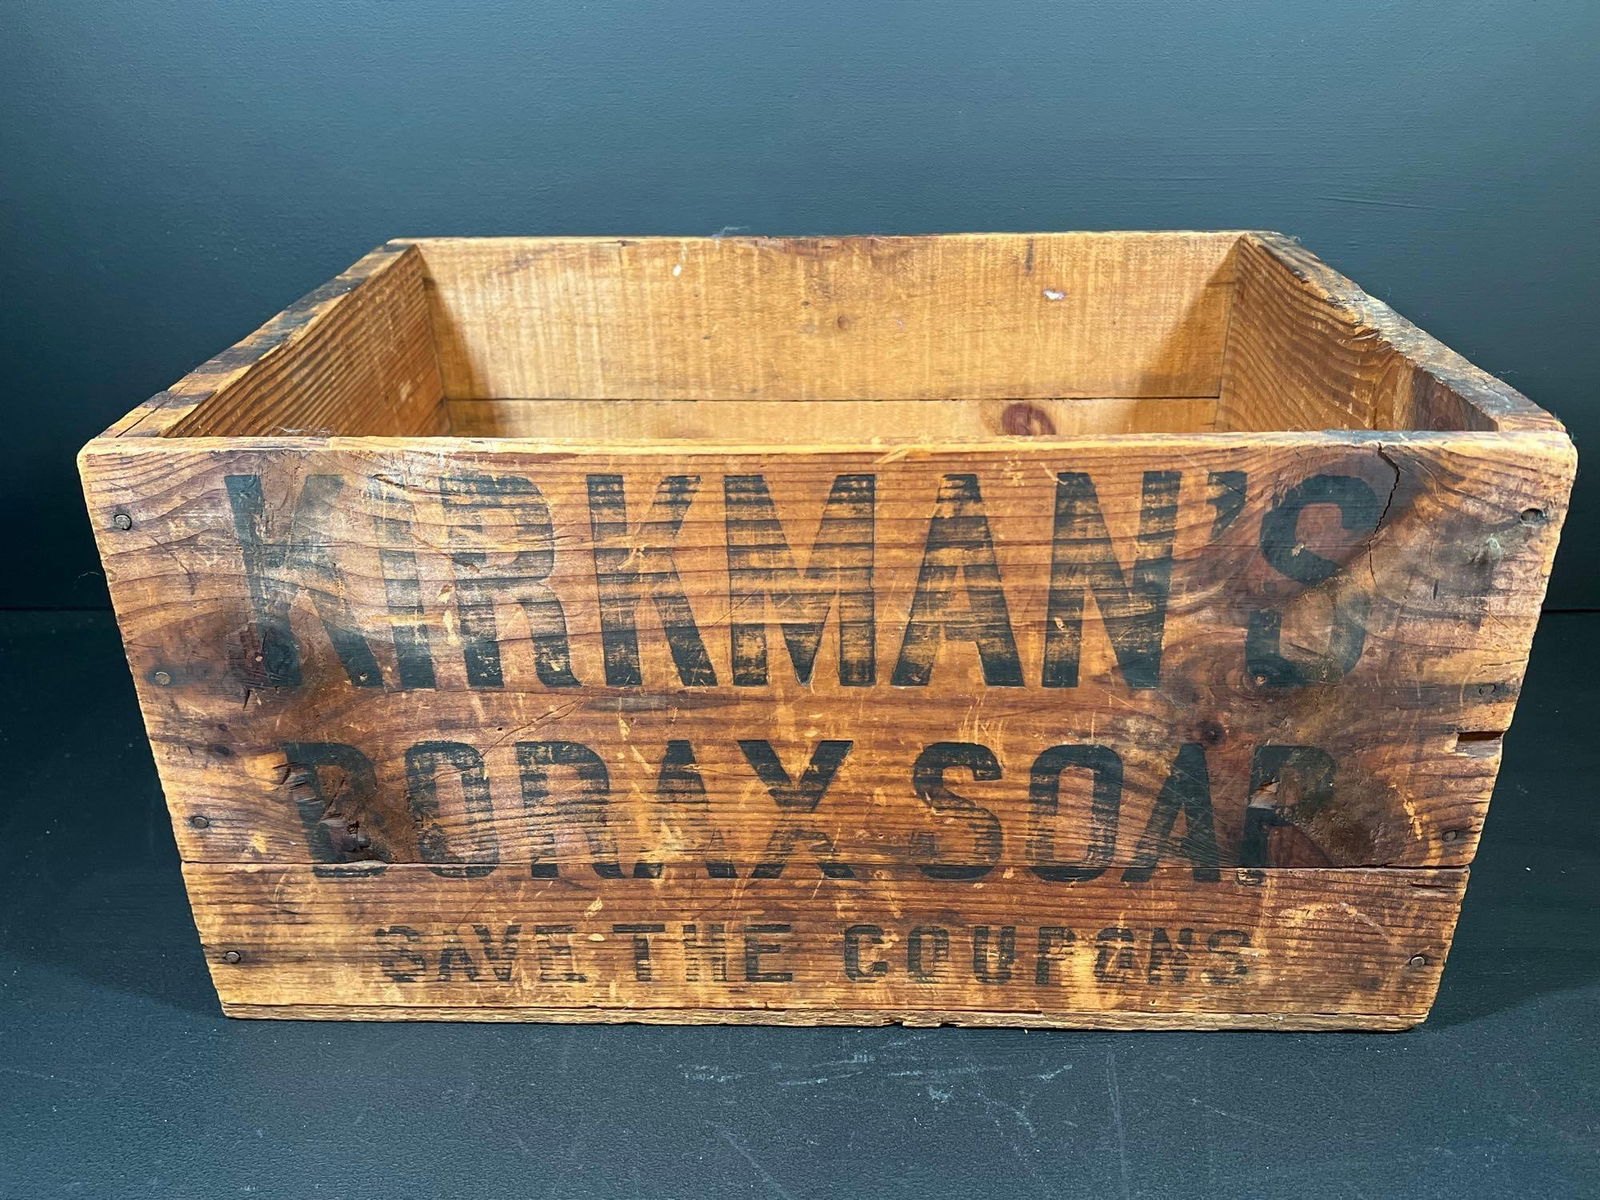 KIRKMAN'S
BORAX SOAP
SAVE THE COUPONS